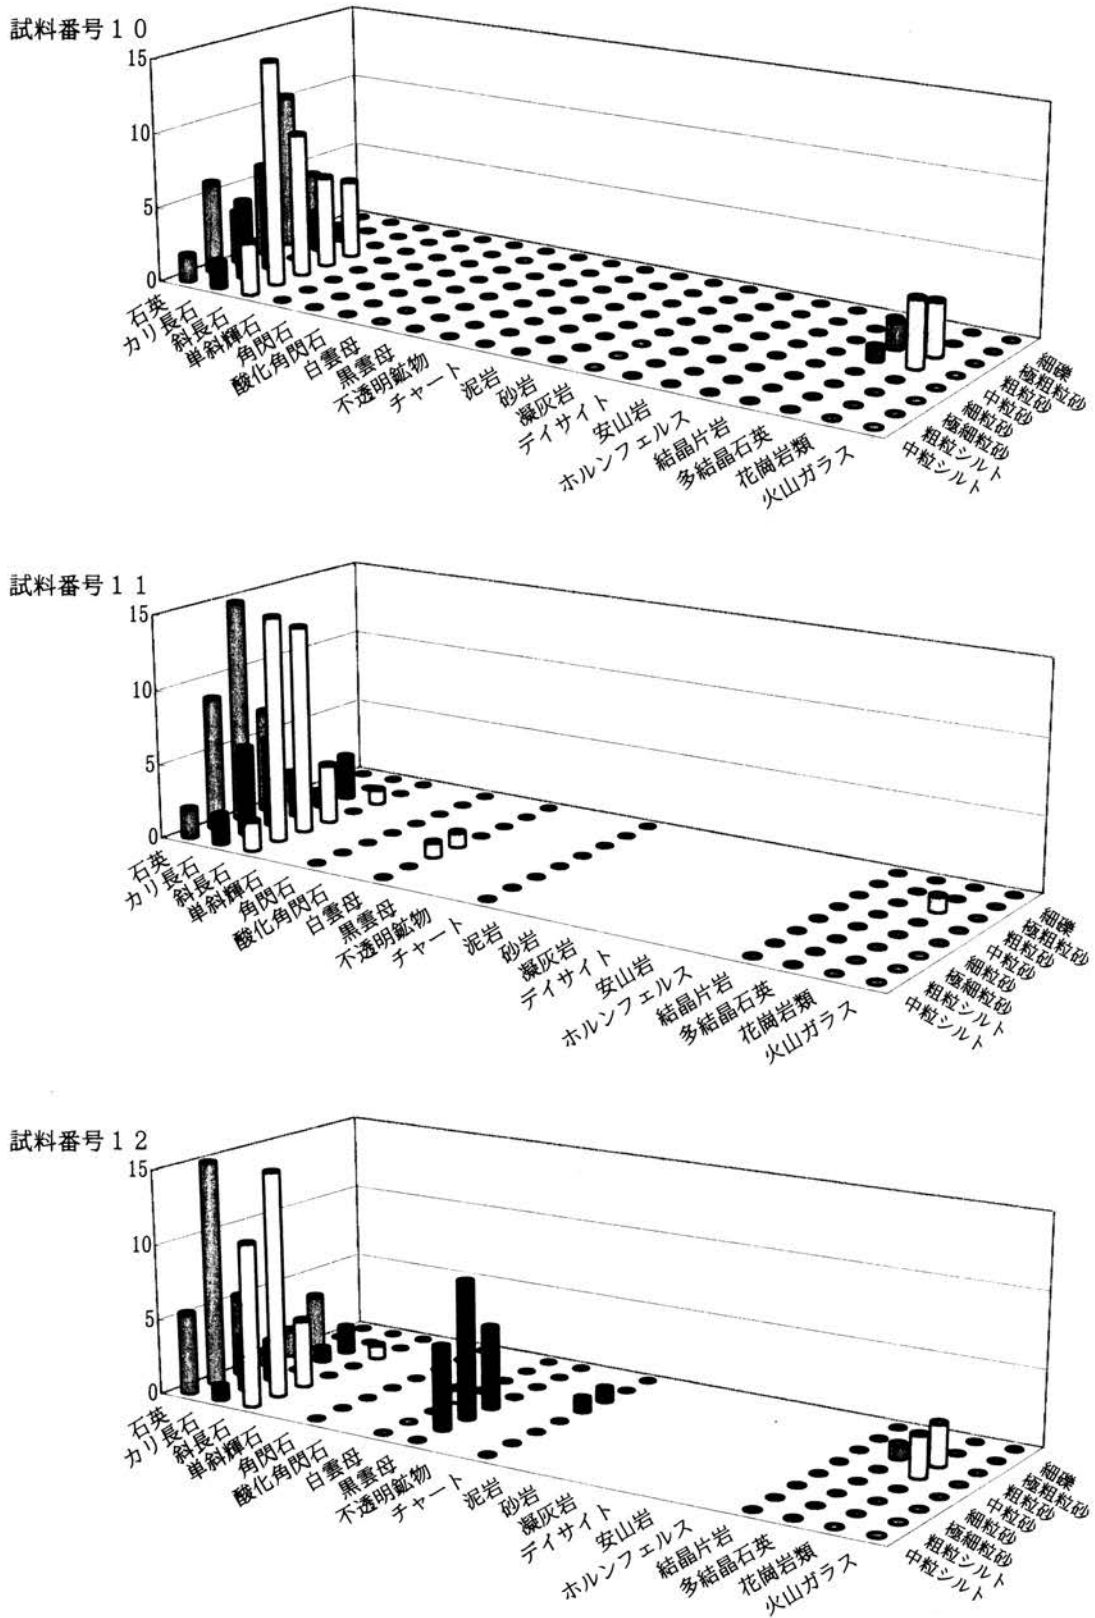 試料番号１０
15
10
5
0
石英
カリ長石
斜長石
単斜輝石
角閃石
酸化角閃石
白雲母
黒雲母
不透明鉱物
チャート
泥岩
砂岩
凝灰岩
デイサイト
安山岩
ホルンフェルス
結晶片岩
多結晶石英
花崗岩類
火山ガラス
細礫
極粗粒砂
粗粒砂
中粒砂
細粒砂
極細粒砂
粗粒シルト
中粒シルト
試料番号１１
15
10
5
0
石英
カリ長石
斜長石
単斜輝石
角閃石
酸化角閃石
白雲母
黒雲母
不透明鉱物
チャート
泥岩
砂岩
凝灰岩
デイサイト
安山岩
ホルンフェルス
結晶片岩
多結晶石英
花崗岩類
火山ガラス
細礫
極粗粒砂
粗粒砂
中粒砂
細粒砂
極細粒砂
粗粒シルト
中粒シルト
試料番号１２
15
10
5
0
石英
カリ長石
斜長石
単斜輝石
角閃石
酸化角閃石
白雲母
黒雲母
不透明鉱物
チャート
泥岩
砂岩
凝灰岩
デイサイト
安山岩
ホルンフェルス
結晶片岩
多結晶石英
花崗岩類
火山ガラス
細礫
極粗粒砂
粗粒砂
中粒砂
細粒砂
極細粒砂
粗粒シルト
中粒シルト